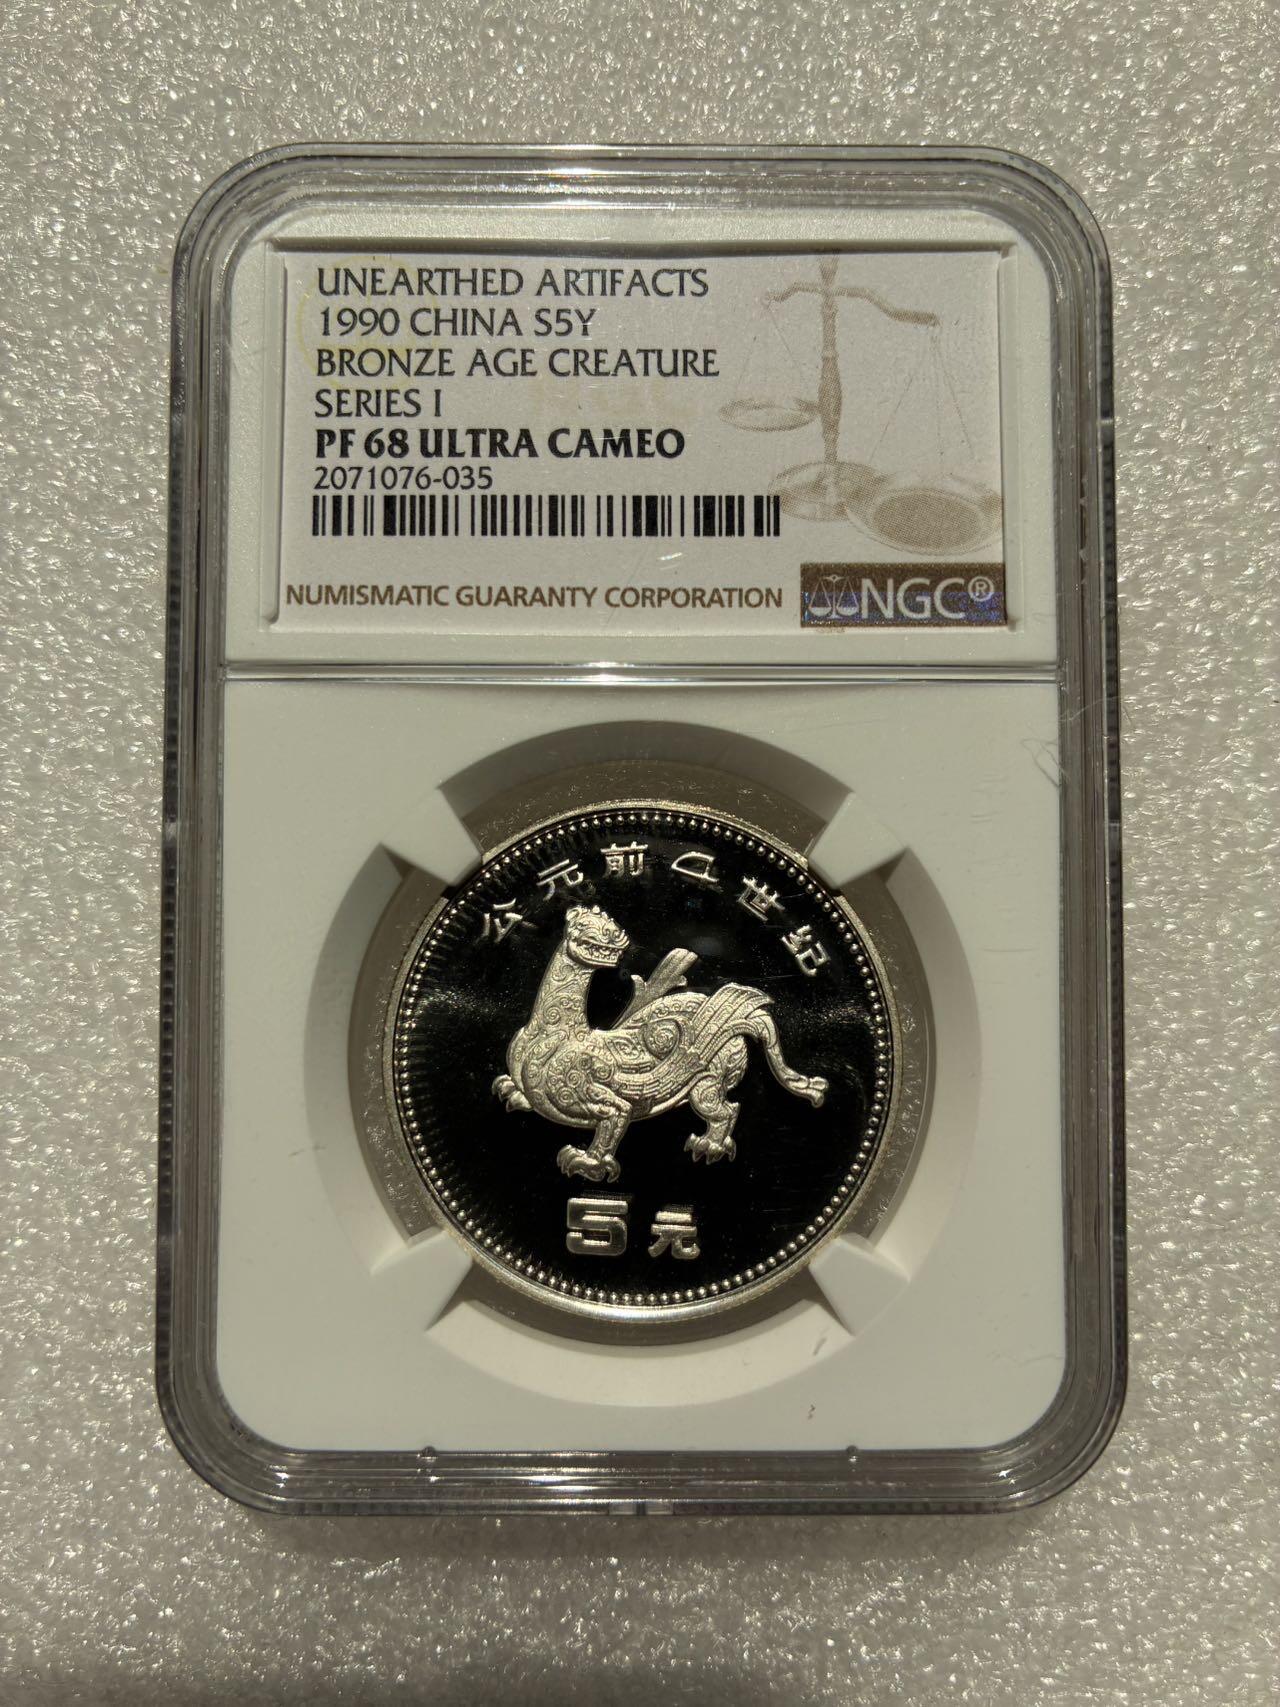 UNEARTHED ARTIFACTS
1990 CHINA S5Y
BRONZE AGE CREATURE
SERIES I
PF 68 ULTRA CAMEO
2071076-035
NUMISMATIC GUARANTY CORPORATION NGC®
公元前 世纪
5元